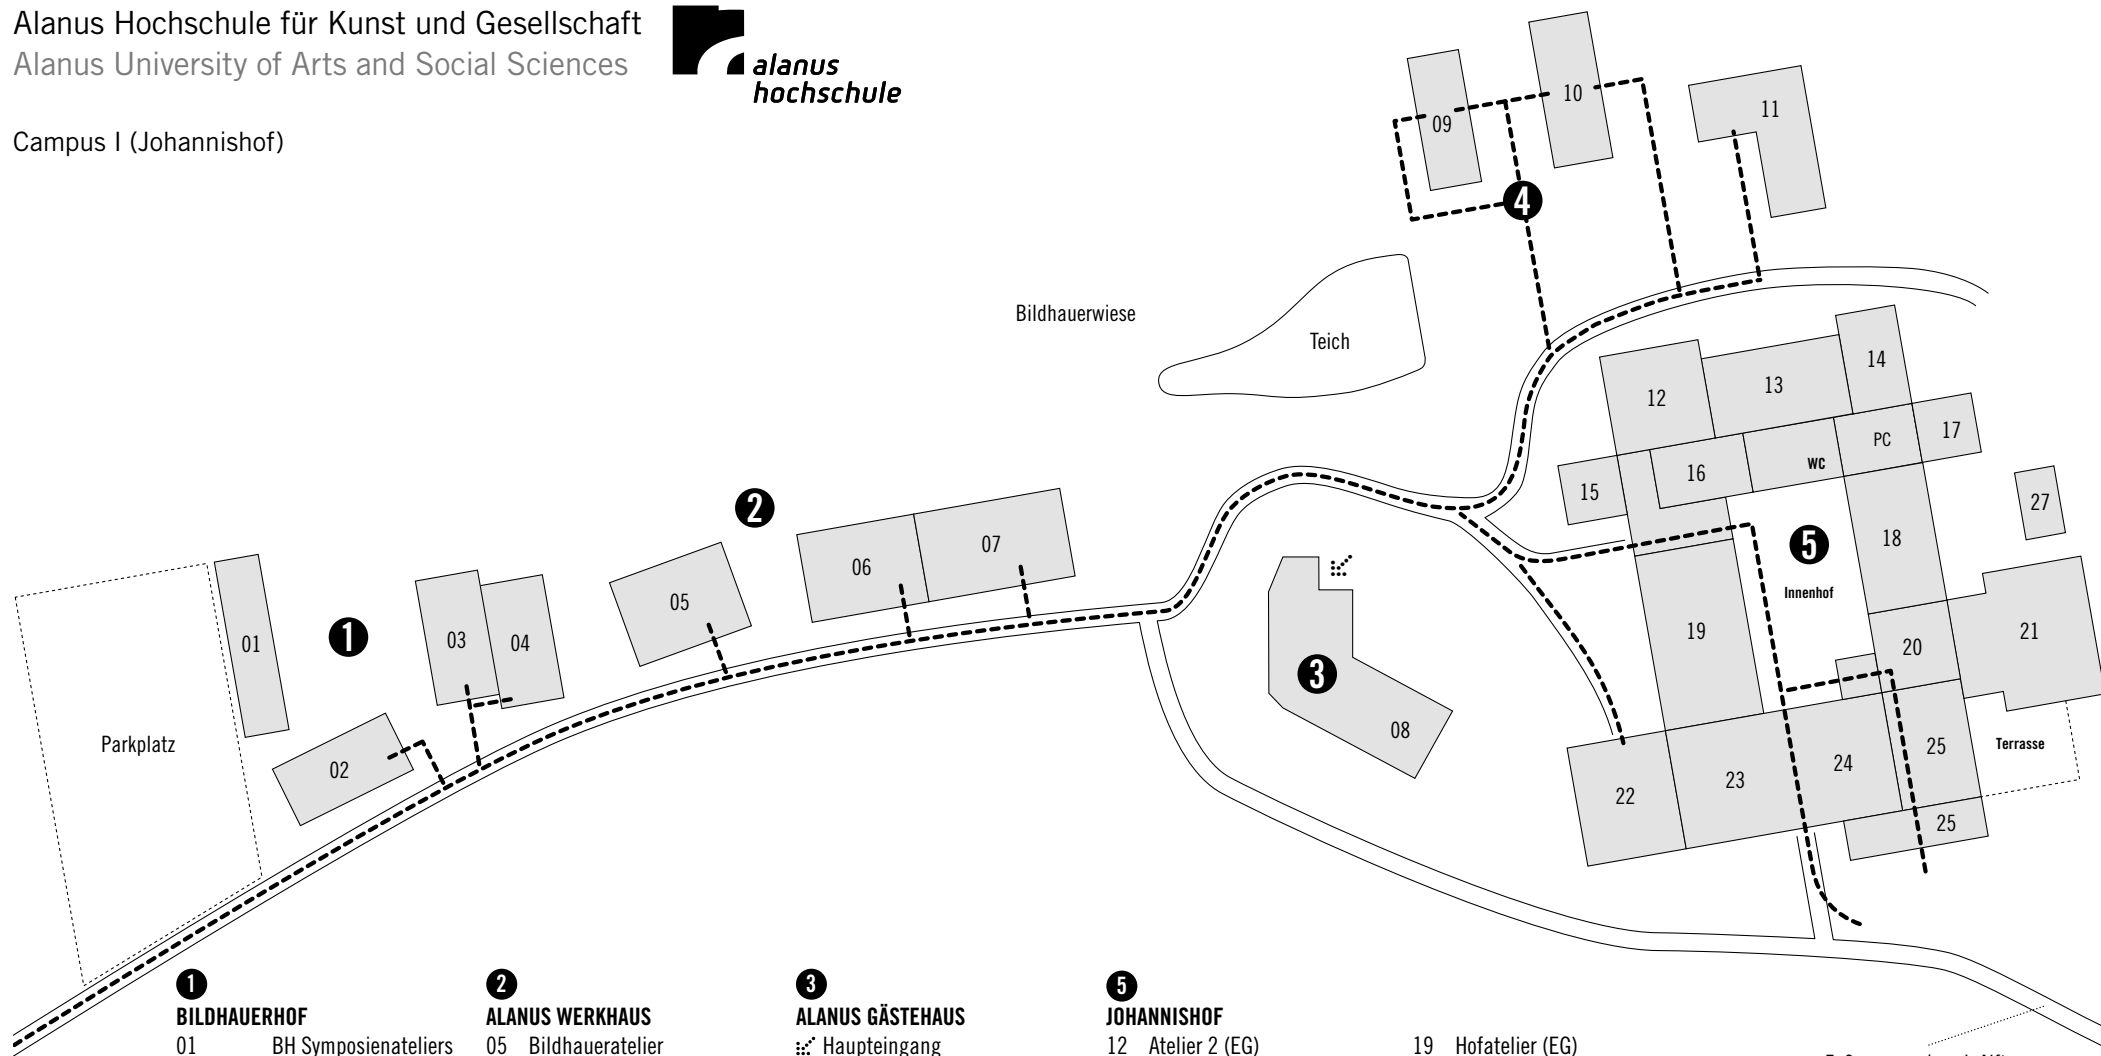 Alanus Hochschule für Kunst und Gesellschaft
Alanus University of Arts and Social Sciences
alanus
hochschule
Campus I (Johannishof)
10
09
11
4
Bildhauerwiese
Teich
14
13
12
17
PC
WC
16
15
27
2
07
06
05
18
5
Innenhof
19
20
21
01
1
03
04
02
Parkplatz
3
08
22
23
24
25
Terrasse
25
1
BILDHAUERHOF
01 BH Symposienateliers
2
ALANUS WERKHAUS
05 Bildhaueratelier
3
ALANUS GÄSTEHAUS
Haupteingang
5
JOHANNISHOF
12 Atelier 2 (EG)
19 Hofatelier (EG)